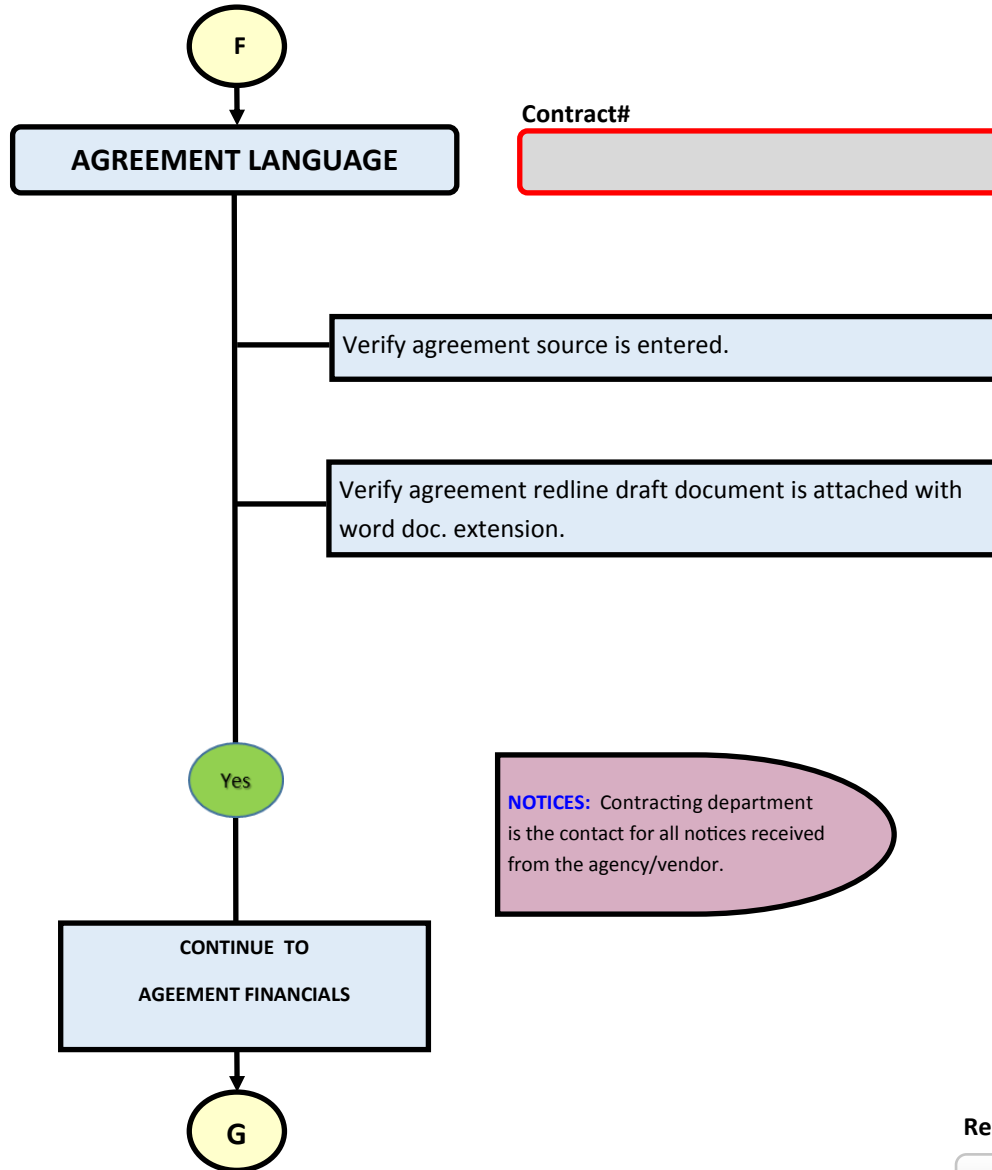 F
Contract#
AGREEMENT LANGUAGE
Verify agreement source is entered.
Verify agreement redline draft document is attached with
word doc. extension.
Yes
NOTICES: Contracting department
is the contact for all notices received
from the agency/vendor.
CONTINUE TO
AGEEMENT FINANCIALS
G
Re